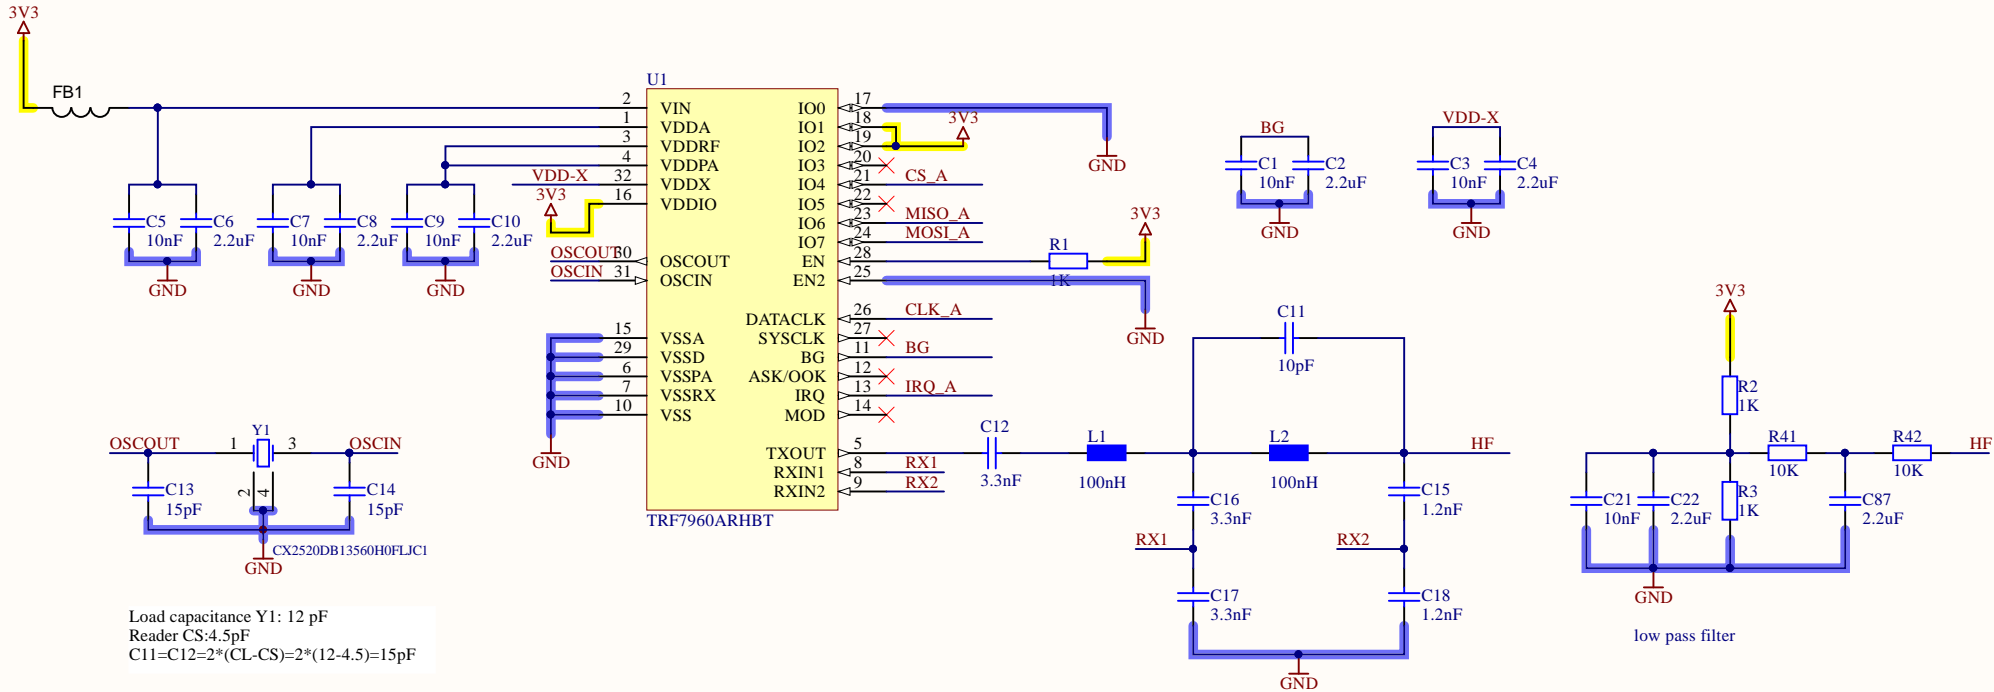 3V3
FB1
U1
2 VIN
1 VDDA
3 VDDRF
4 VDDPA
VDD-X 32 VDDX
3V3 16 VDDIO
OSCOUT 30 OSCOUT
OSCIN 31 OSCIN
15 VSSA
29 VSSD
6 VSSPA
7 VSSRX
10 VSS
GND
IO0 17
IO1 18
IO2 19
IO3 20
IO4 21 CS_A
IO5 22
IO6 23 MISO_A
IO7 24 MOSI_A
EN 28
EN2 25
DATACLK 26 CLK_A
SYSCLK 27
BG 11 BG
ASK/OOK 12
IRQ 13 IRQ_A
MOD 14
TXOUT 5
RXIN1 8 RX1
RXIN2 9 RX2
TRF7960ARHBT
3V3
GND
R1
1K
3V3
GND
C5
10nF
C6
2.2uF
GND
C7
10nF
C8
2.2uF
GND
C9
10nF
C10
2.2uF
GND
BG
C1
10nF
C2
2.2uF
GND
VDD-X
C3
10nF
C4
2.2uF
GND
OSCOUT 1 Y1 3 OSCIN
2 4
C13
15pF
C14
15pF
CX2520DB13560H0FLJC1
GND
Load capacitance Y1: 12 pF
Reader CS:4.5pF
C11=C12=2*(CL-CS)=2*(12-4.5)=15pF
C12
3.3nF
L1
100nH
C11
10pF
L2
100nH
HF
C16
3.3nF
C15
1.2nF
RX1
RX2
C17
3.3nF
C18
1.2nF
GND
3V3
R2
1K
R41
10K
R42
10K
HF
C21
10nF
C22
2.2uF
R3
1K
C87
2.2uF
GND
low pass filter